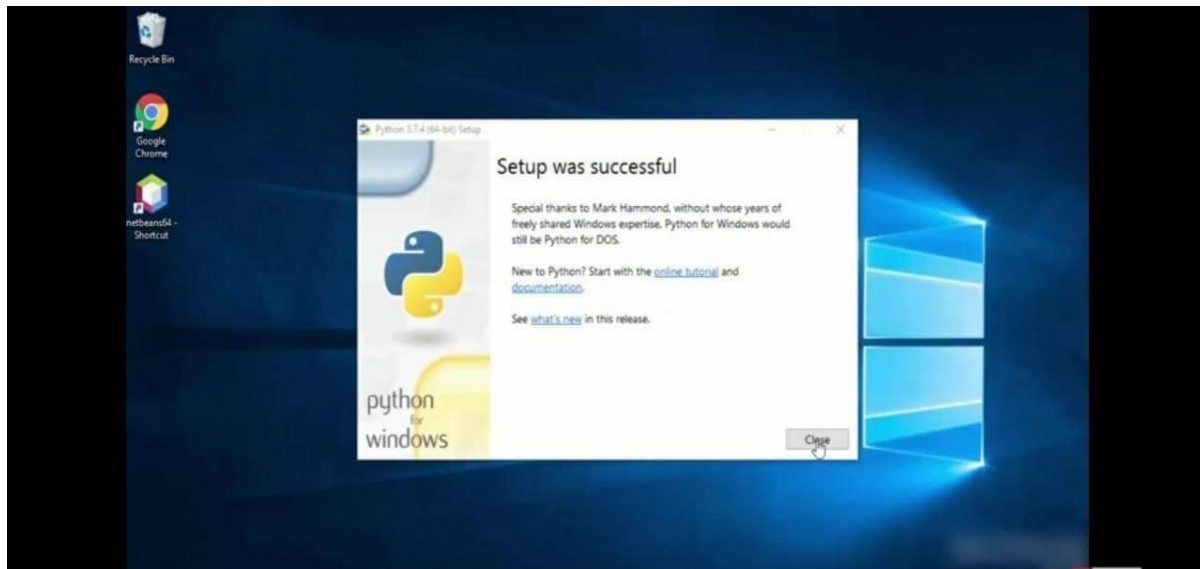 Recycle Bin
Google
Chrome
netbeans64 -
Shortcut
Python 3.7.4 (64-bit) Setup
Setup was successful
Special thanks to Mark Hammond, without whose years of
freely shared Windows expertise, Python for Windows would
still be Python for DOS.
New to Python? Start with the online tutorial and
documentation.
See what's new in this release.
python
for
windows
Close